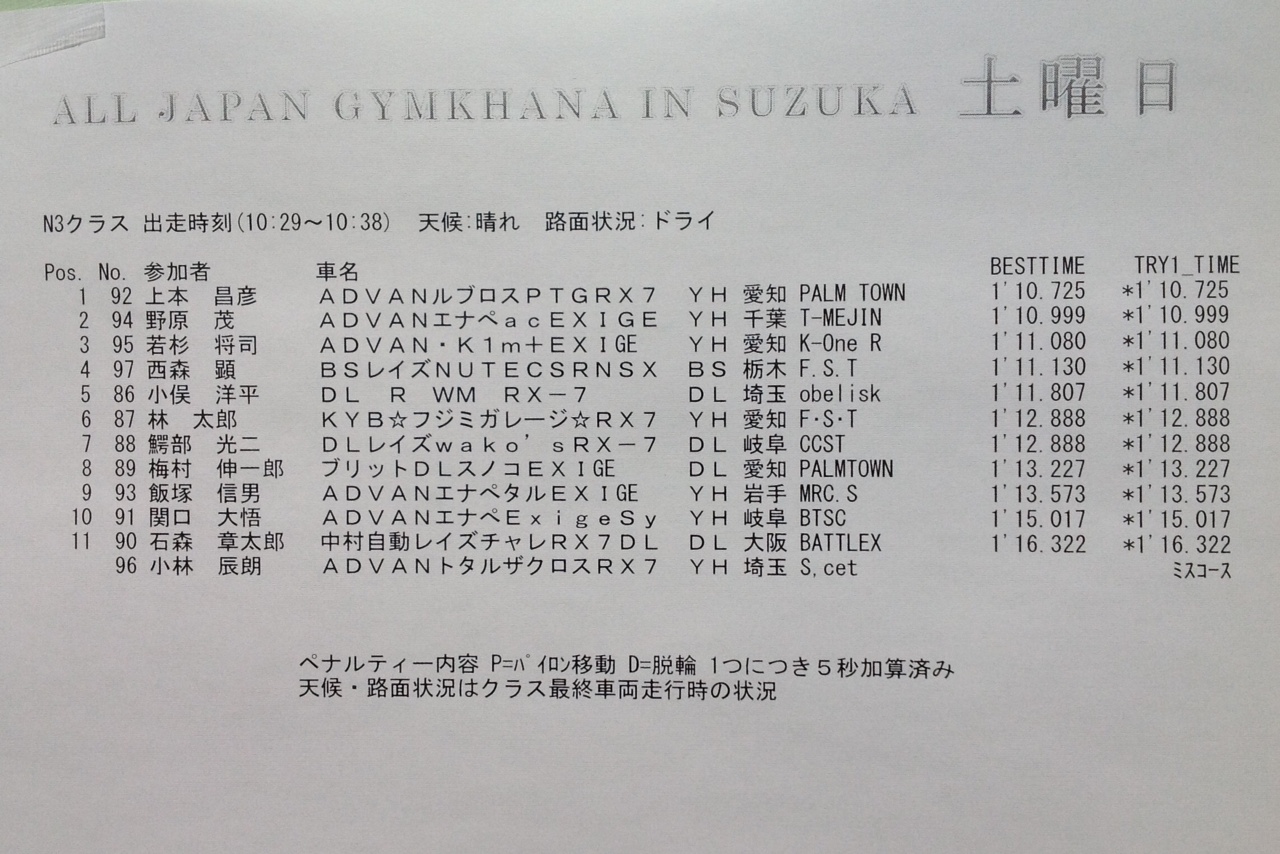 ALL JAPAN GYMKHANA IN SUZUKA 土曜日
N3クラス 出走時刻(10:29～10:38) 天候:晴れ 路面状況:ドライ
Pos. No. 参加者 車名 BESTTIME TRY1_TIME
1 92 上本 昌彦 ＡＤＶＡＮルブロスＰＴＧＲＸ７ ＹＨ 愛知 PALM TOWN 1'10.725 *1'10.725
2 94 野原 茂 ＡＤＶＡＮエナペａｃＥＸＩＧＥ ＹＨ 千葉 T-MEJIN 1'10.999 *1'10.999
3 95 若杉 将司 ＡＤＶＡＮ・Ｋ１ｍ＋ＥＸＩGE ＹＨ 愛知 K-One R 1'11.080 *1'11.080
4 97 西森 顕 ＢＳレイズＮＵＴＥＣＳＲＮＳＸ ＢＳ 栃木 F.S.T 1'11.130 *1'11.130
5 86 小俣 洋平 ＤＬ Ｒ ＷＭ ＲＸ－７ ＤＬ 埼玉 obelisk 1'11.807 *1'11.807
6 87 林 太郎 ＫＹＢ☆フジミガレージ☆ＲＸ７ ＹＨ 愛知 F・S・T 1'12.888 *1'12.888
7 88 鰐部 光二 ＤＬレイズｗａｋｏ’ｓＲＸ－７ ＤＬ 岐阜 CCST 1'12.888 *1'12.888
8 89 梅村 伸一郎 ブリットＤＬスノコＥＸＩGE ＤＬ 愛知 PALMTOWN 1'13.227 *1'13.227
9 93 飯塚 信男 ＡＤＶＡＮエナペタルＥＸＩGE ＹＨ 岩手 MRC.S 1'13.573 *1'13.573
10 91 関口 大悟 ＡＤＶＡＮエナペＥｘｉｇｅＳｙ ＹＨ 岐阜 BTSC 1'15.017 *1'15.017
11 90 石森 章太郎 中村自動レイズチャレＲＸ７ＤＬ ＤＬ 大阪 BATTLEX 1'16.322 *1'16.322
96 小林 辰朗 ＡＤＶＡＮトタルザクロスＲＸ７ ＹＨ 埼玉 S,cet ﾐｽｺｰｽ
ペナルティー内容 P=ﾊﾟｲﾛﾝ移動 D=脱輪 1つにつき５秒加算済み
天候・路面状況はクラス最終車両走行時の状況